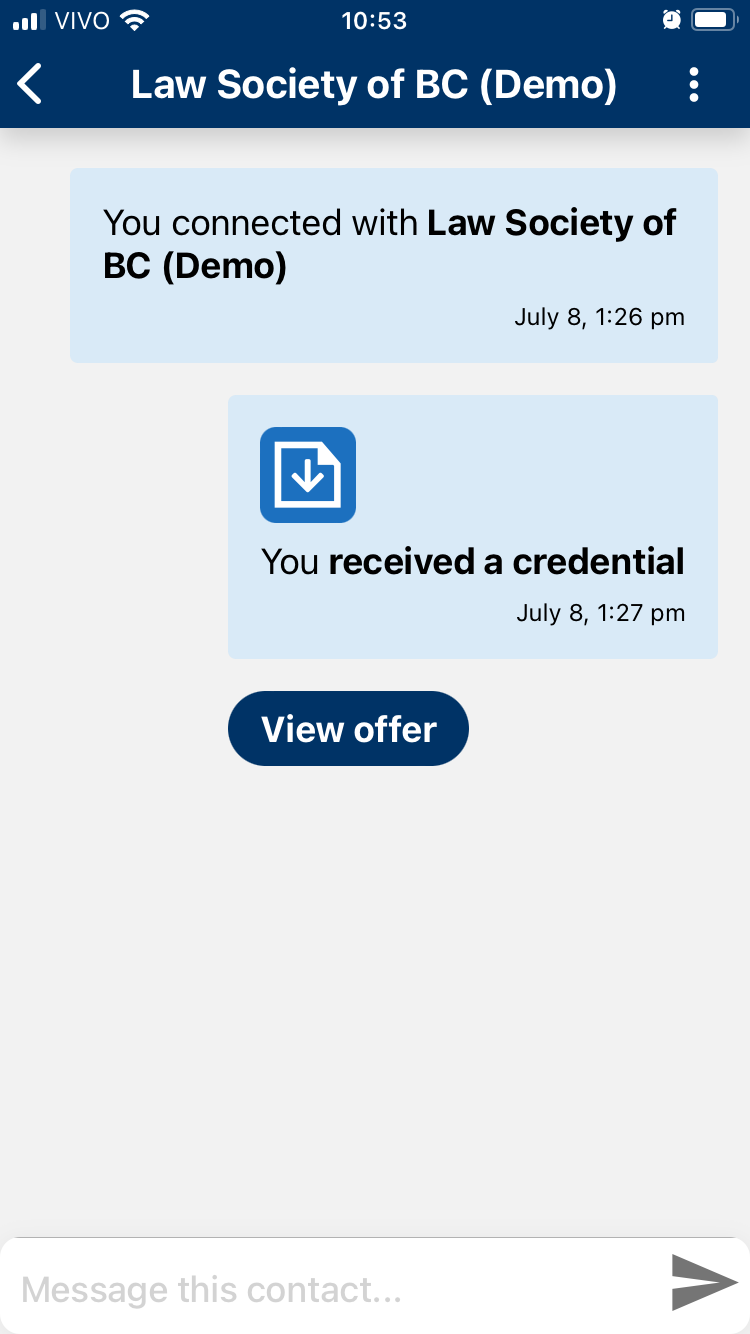 VIVO 10:53
Law Society of BC (Demo)
You connected with Law Society of
BC (Demo)
July 8, 1:26 pm
You received a credential
July 8, 1:27 pm
View offer
Message this contact...